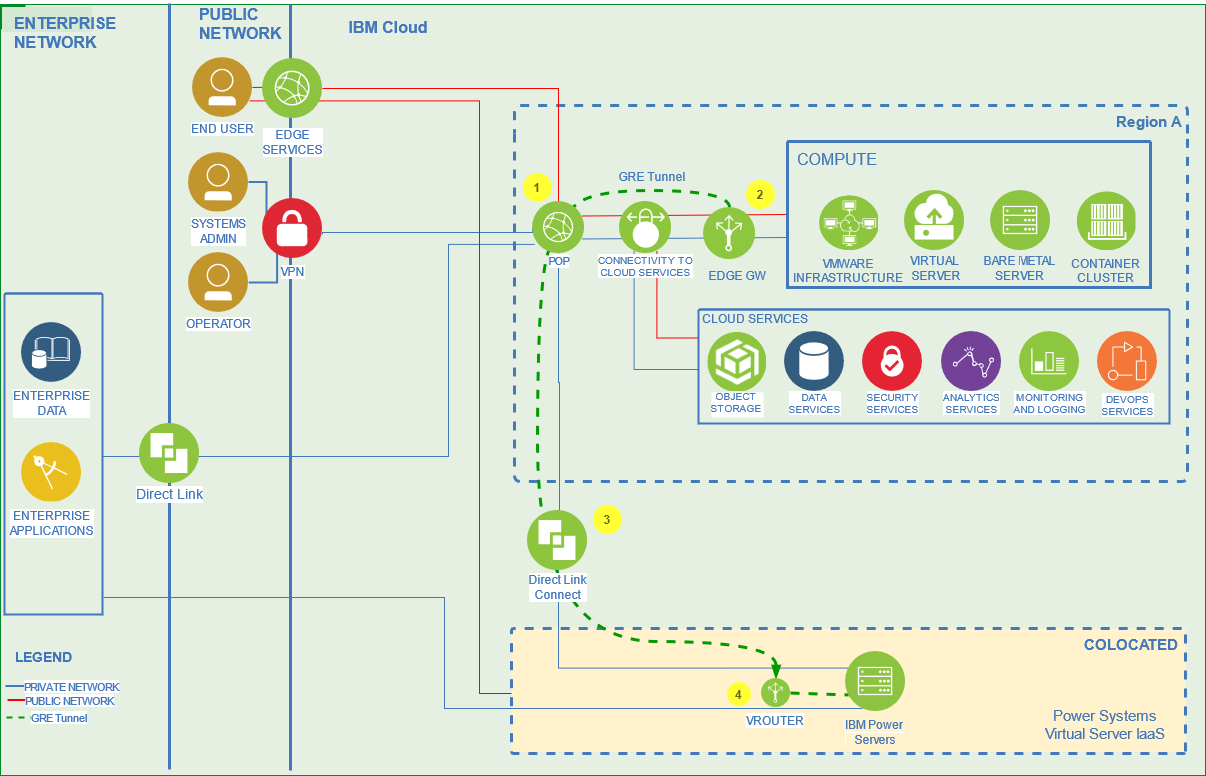 ENTERPRISE
NETWORK
PUBLIC
NETWORK
IBM Cloud
END USER
EDGE
SERVICES
SYSTEMS
ADMIN
VPN
OPERATOR
ENTERPRISE
DATA
ENTERPRISE
APPLICATIONS
Direct Link
Region A
GRE Tunnel
1
2
POP
CONNECTIVITY TO
CLOUD SERVICES
EDGE GW
COMPUTE
VMWARE
INFRASTRUCTURE
VIRTUAL
SERVER
BARE METAL
SERVER
CONTAINER
CLUSTER
CLOUD SERVICES
OBJECT
STORAGE
DATA
SERVICES
SECURITY
SERVICES
ANALYTICS
SERVICES
MONITORING
AND LOGGING
DEVOPS
SERVICES
3
Direct Link
Connect
COLOCATED
4
VROUTER
IBM Power
Servers
Power Systems
Virtual Server IaaS
LEGEND
PRIVATE NETWORK
PUBLIC NETWORK
GRE Tunnel